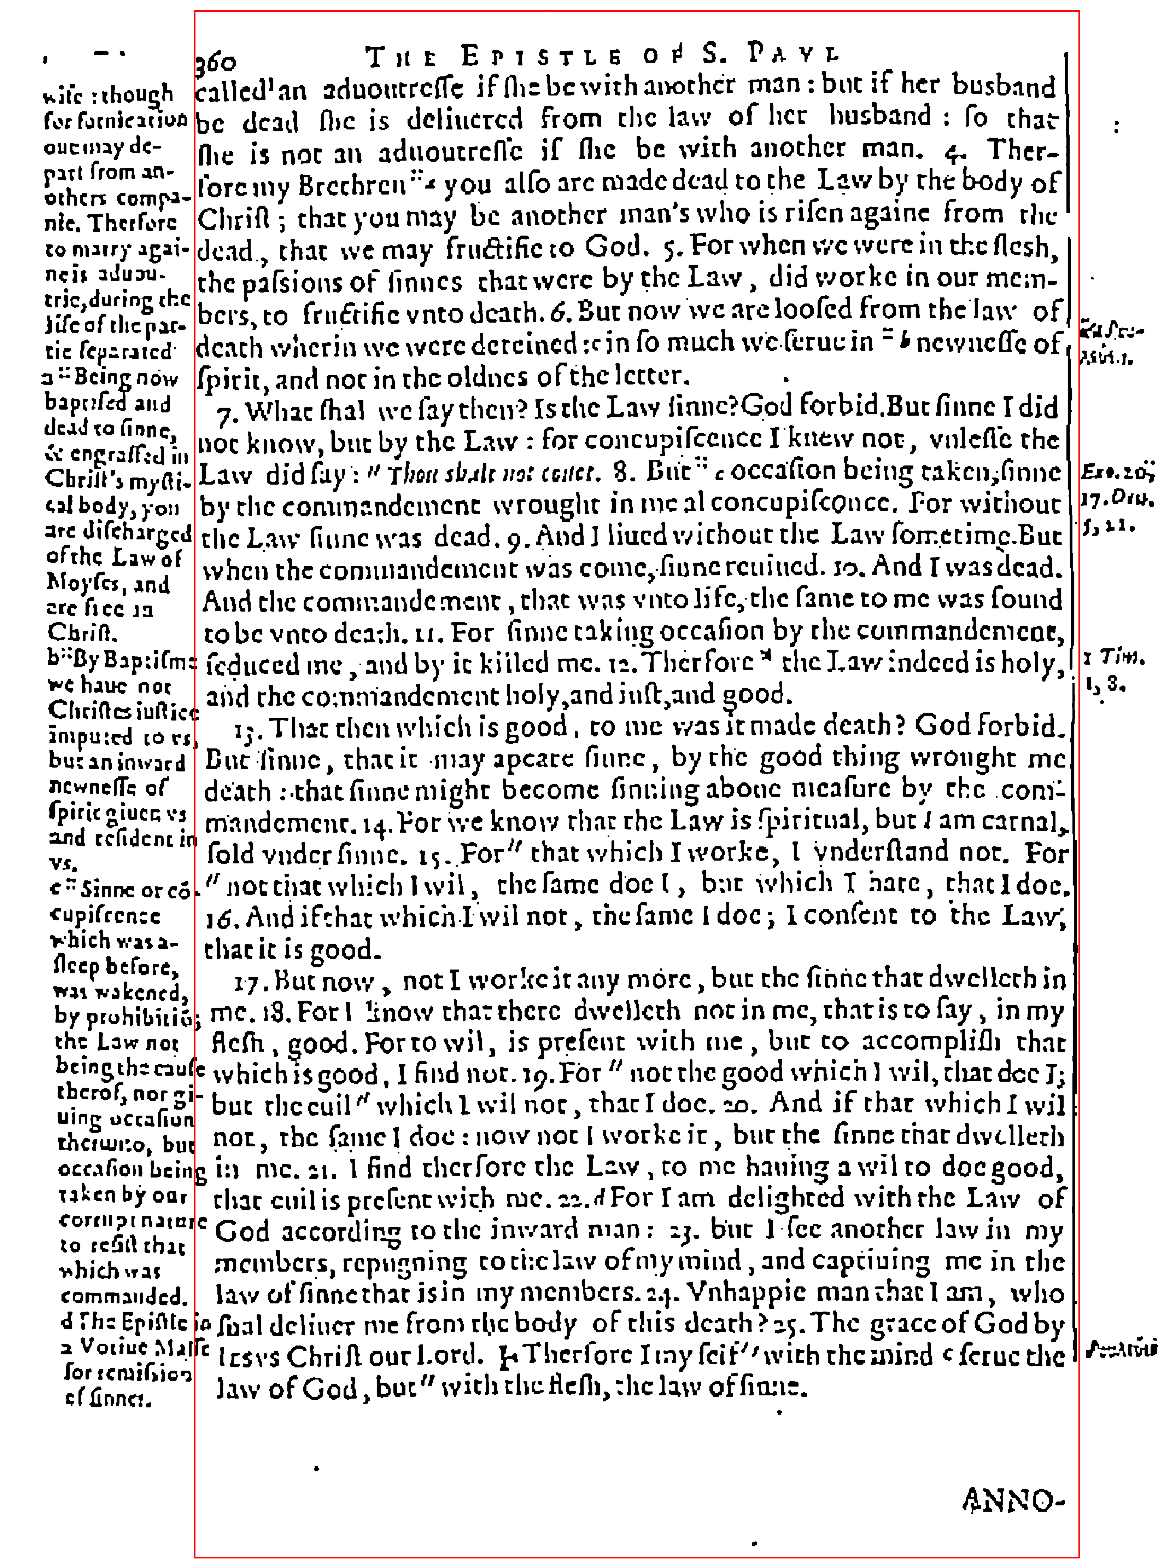 360 THE EPISTLE OF S. PAVL
called an aduoutreſſe if ſhe be with another man : but if her busband
be dead ſhe is deliuered from the law of her husband : ſo that
ſhe is not an aduoutreſſe if ſhe be with another man. 4. Ther-
fore my Brethren :: a you alſo are made dead to the Law by the body of
Chriſt ; that you may be another man's who is riſen againe from the
dead, that we may fructifie to God. 5. For when we were in the fleſh,
the paſsions of ſinnes that were by the Law, did worke in our mem-
bers, to fructifie vnto death. 6. But now we are looſed from the law of
death wherin we were deteined : in ſo much we ſerue in :: b newneſſe of
ſpirit, and not in the oldnes of the letter.
7. What ſhal we ſay then? Is the Law ſinne? God forbid. But ſinne I did
not know, but by the Law : for concupiſcence I knew not, vnleſſe the
Law did ſay : " Thou shalt not couet. 8. But :: c occaſion being taken, ſinne
by the commandement wrought in me al concupiſcence. For without
the Law ſinne was dead. 9. And I liued without the Law ſometime. But
when the commandement was come, ſinne reuiued. 10. And I was dead.
And the commandement, that was vnto life, the ſame to me was found
to be vnto death. 11. For ſinne taking occaſion by the commandement,
ſeduced me, and by it killed me. 12. Therfore * the Law indeed is holy,
and the commandement holy, and iuſt, and good.
13. That then which is good, to me was it made death? God forbid.
But ſinne, that it may apeare ſinne, by the good thing wrought me
death : that ſinne might become ſinning aboue meaſure by the com-
mandement. 14. For we know that the Law is ſpiritual, but I am carnal,
ſold vnder ſinne. 15. For " that which I worke, I vnderſtand not. For
" not that which I wil, the ſame doe I, but which I hate, that I doe.
16. And if that which I wil not, the ſame I doe ; I conſent to the Law,
that it is good.
17. But now, not I worke it any more, but the ſinne that dwelleth in
me. 18. For I know that there dwelleth not in me, that is to ſay, in my
fleſh, good. For to wil, is preſent with me, but to accompliſh that
which is good, I find not. 19. For " not the good which I wil, that doe I;
but the euil " which I wil not, that I doe. 20. And if that which I wil
not, the ſame I doe : now not I worke it, but the ſinne that dwelleth
in me. 21. I find therfore the Law, to me hauing a wil to doe good,
that euil is preſent with me. 22. d For I am delighted with the Law of
God according to the inward man : 23. but I ſee another law in my
members, repugning to the law of my mind, and captiuing me in the
law of ſinne that is in my members. 24. Vnhappie man that I am, who
ſhal deliuer me from the body of this death? 25. The grace of God by
IESVS Chriſt our Lord. Therfore I my ſelf " with the mind ſerue the
law of God, but " with the fleſh, the law of ſinne.
ANNO-
wiſe : though
for fornication
one may de-
part from an-
others compa-
nie. Therfore
to marry agai-
ne is aduou-
trie, during the
life of the par-
tie ſeparated
a :: Being now
baptiſed and
dead to ſinne,
& engraffed in
Chriſt's myſti-
cal body, you
are diſcharged
of the Law of
Moyſes, and
are free in
Chriſt.
b :: By Baptiſme
we haue not
Chriſtes iuſtice
imputed to vs,
but an inward
newneſſe of
ſpirit giuen vs
and reſident in
vs.
c :: Sinne or cō-
cupiſcence
which was a-
ſleep before,
was wakened,
by prohibitiō;
the Law not
being the cauſe
therof, nor gi-
uing occaſion
thervnto, but
occaſion being
taken by our
corrupt nature
to reſiſt that
which was
commanded.
d The Epiſtle in
a Votiue Maſſe
for remiſsion
of ſinnes.
Exo. 20,
17. Deu.
5, 21.
1 Tim.
1, 8.